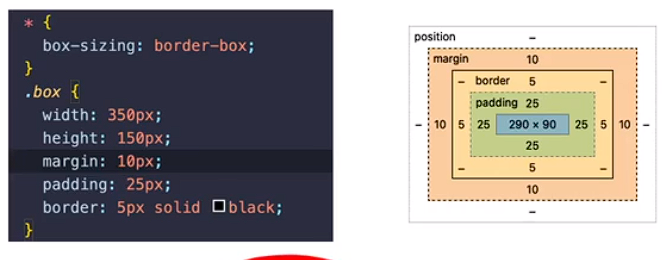 * {
box-sizing: border-box;
}
.box {
width: 350px;
height: 150px;
margin: 10px;
padding: 25px;
border: 5px solid black;
}
position –
margin 10
– border 5 –
padding 25
– 10 5 25 290 × 90 25 5 10 –
25
– 5 –
10
–